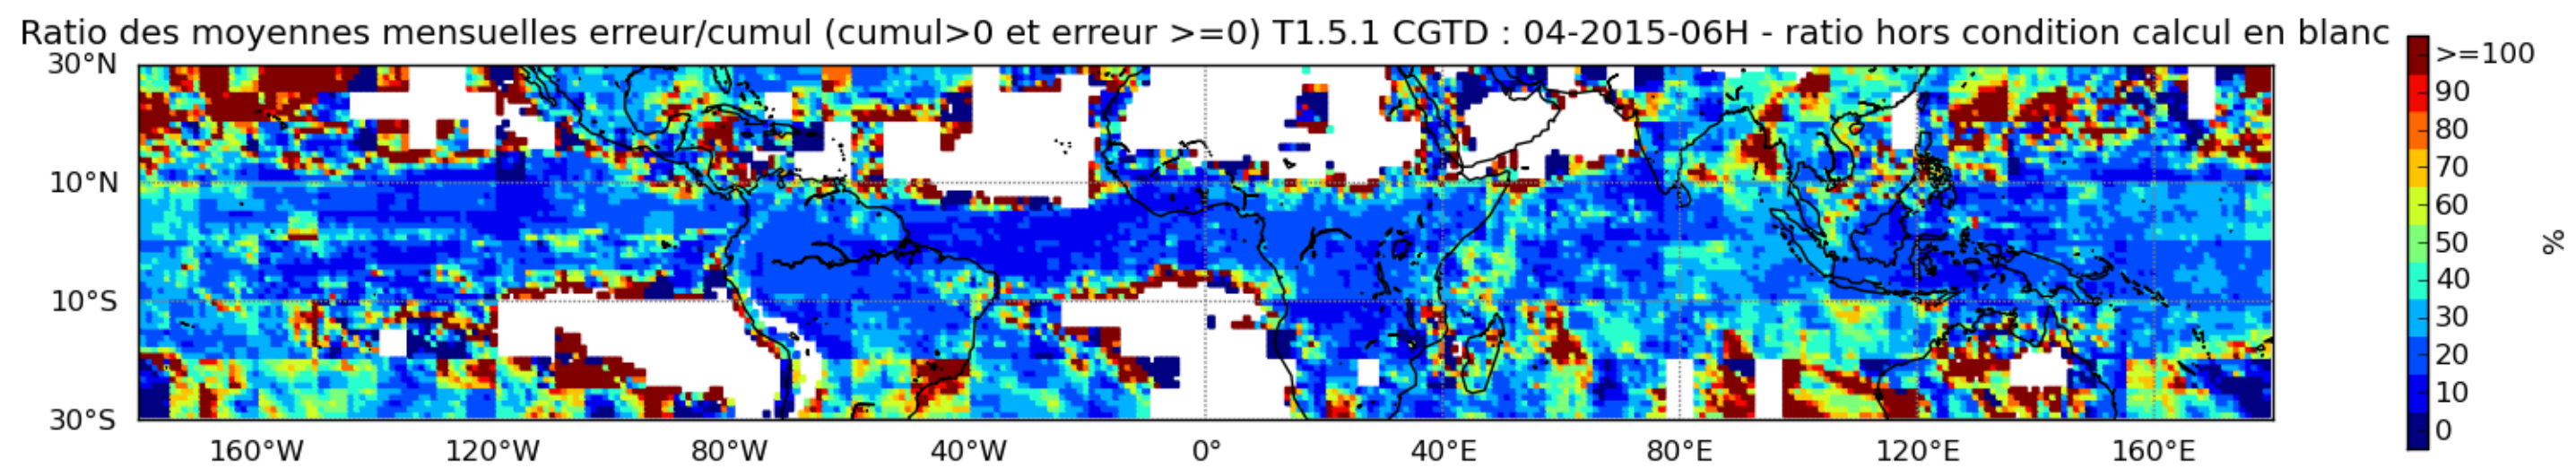 Ratio des moyennes mensuelles erreur/cumul (cumul>0 et erreur >=0) T1.5.1 CGTD : 04-2015-06H - ratio hors condition calcul en blanc
30°N
10°N
10°S
30°S
160°W 120°W 80°W 40°W 0° 40°E 80°E 120°E 160°E
>=100
90
80
70
60
50
40
30
20
10
0
%